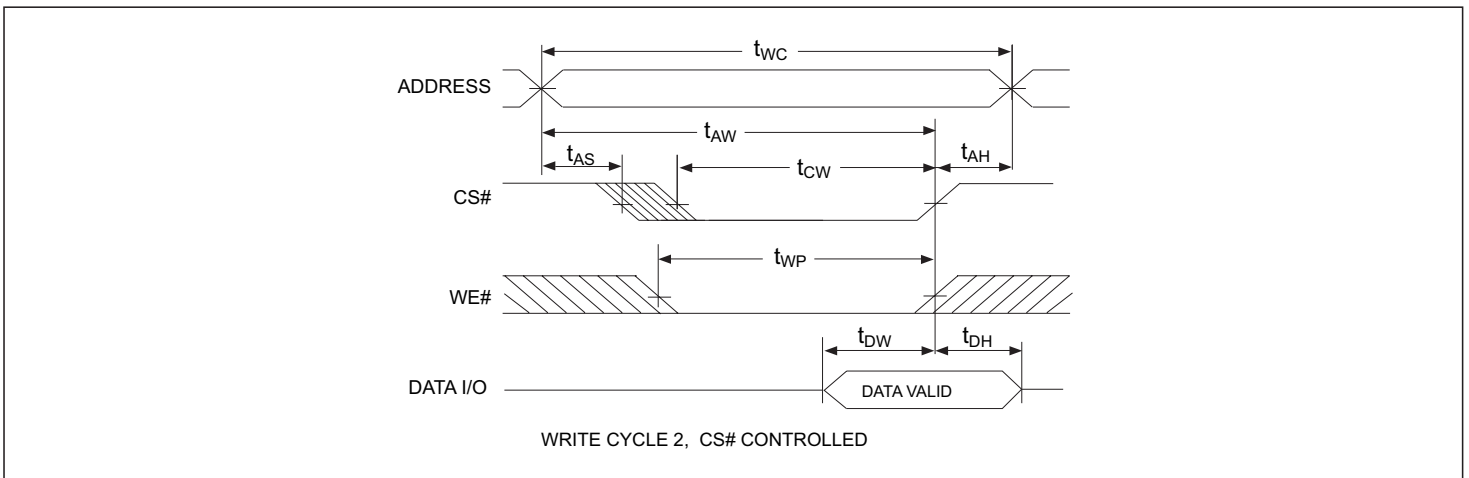 tWC
ADDRESS
tAW
tAS
tCW
tAH
CS#
tWP
WE#
tDW
tDH
DATA I/O
DATA VALID
WRITE CYCLE 2, CS# CONTROLLED